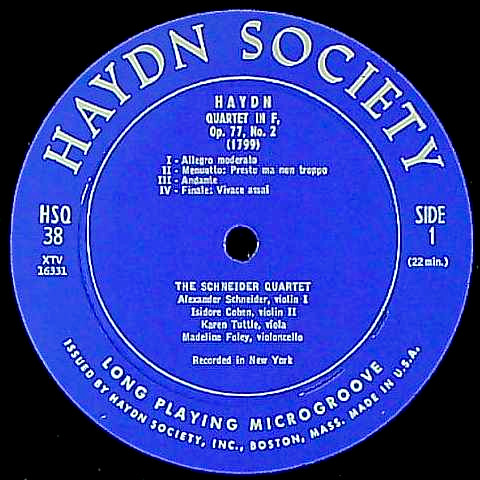 HAYDN SOCIETY
HAYDN
QUARTET IN F,
Op. 77, No. 2
(1799)
I - Allegro moderato
II - Menuetto: Presto ma non troppo
III - Andante
IV - Finale: Vivace assai
HSQ
38
XTV
16331
SIDE
1
(22 min.)
THE SCHNEIDER QUARTET
Alexander Schneider, violin I
Isidore Cohen, violin II
Karen Tuttle, viola
Madeline Foley, violoncello
Recorded in New York
LONG PLAYING MICROGROOVE
ISSUED BY HAYDN SOCIETY, INC., BOSTON, MASS. MADE IN U.S.A.